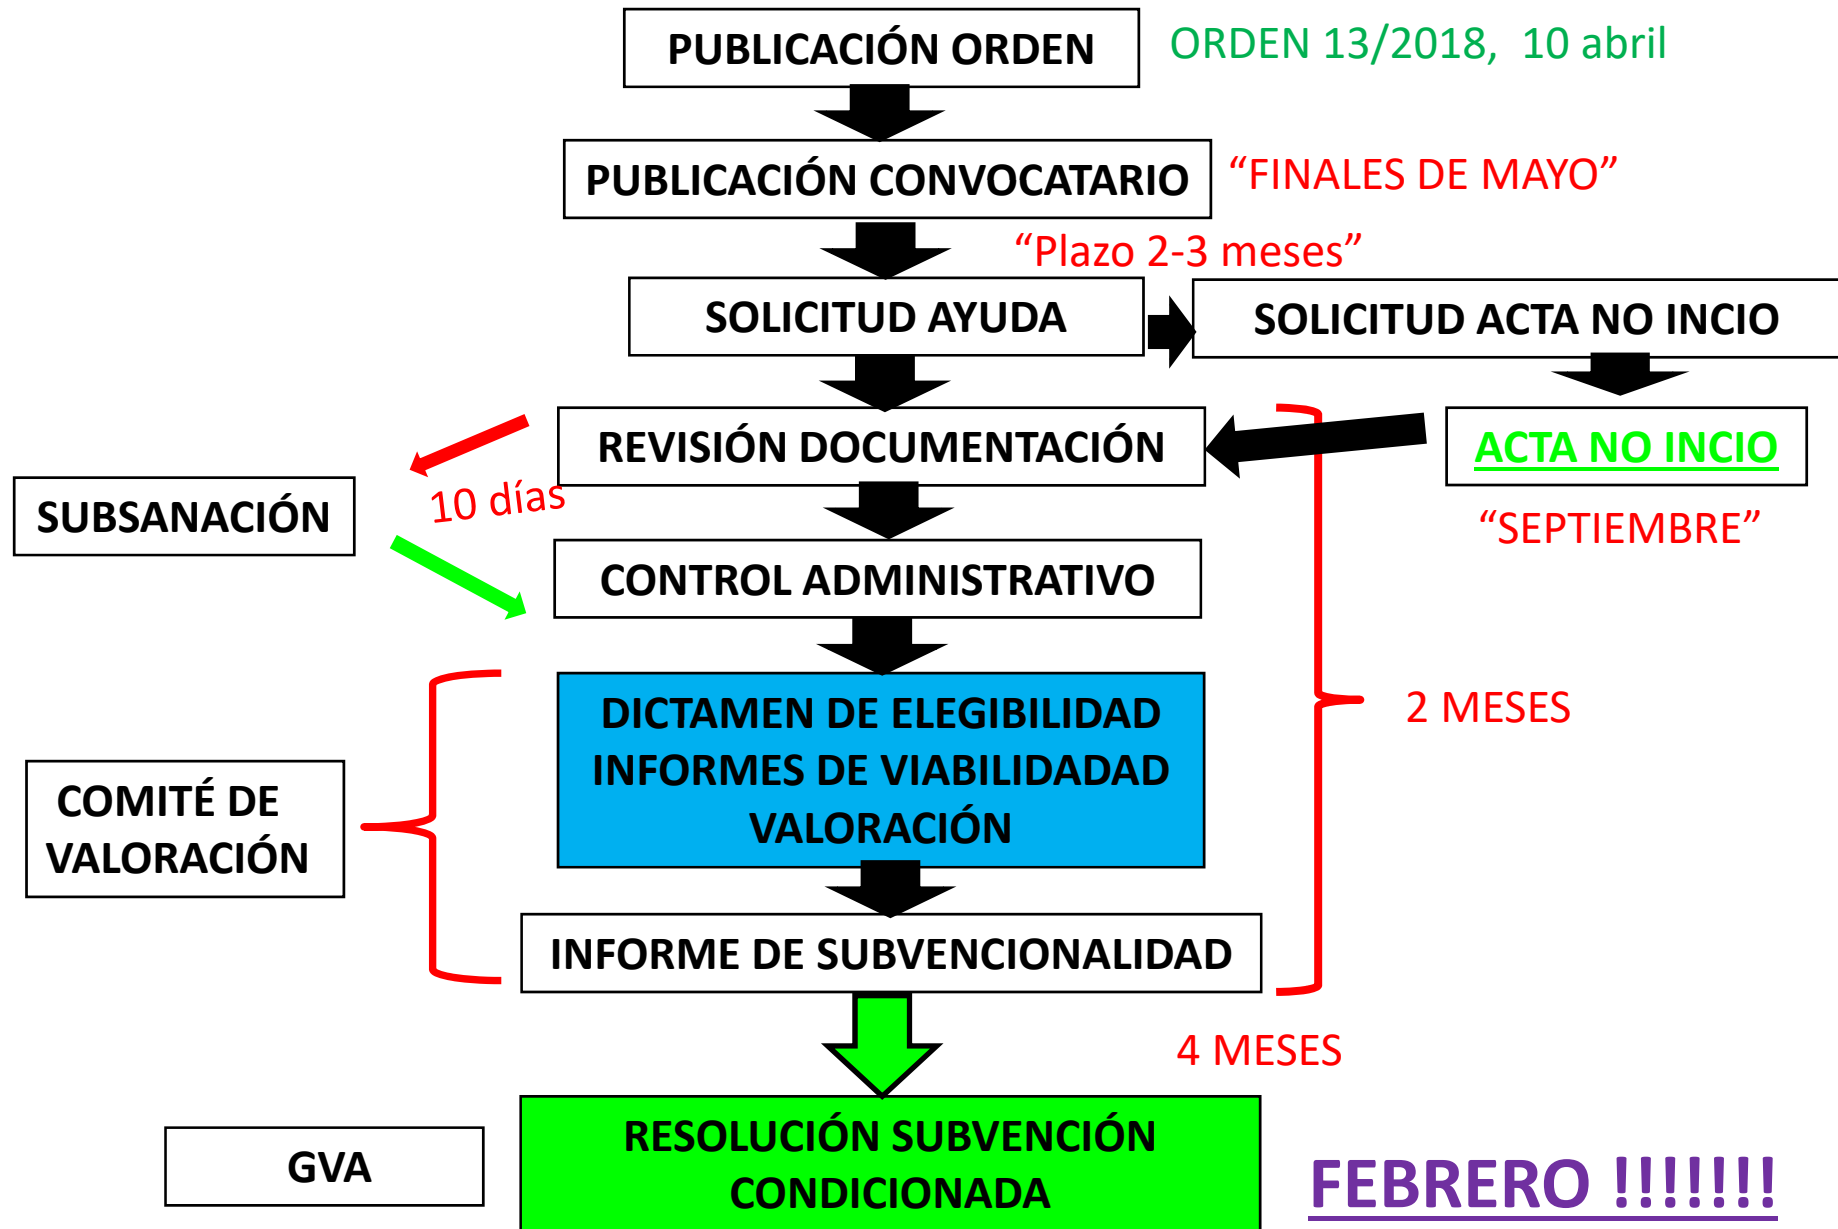 PUBLICACIÓN ORDEN
ORDEN 13/2018, 10 abril
PUBLICACIÓN CONVOCATARIO
“FINALES DE MAYO”
“Plazo 2-3 meses”
SOLICITUD AYUDA
SOLICITUD ACTA NO INCIO
REVISIÓN DOCUMENTACIÓN
ACTA NO INCIO
SUBSANACIÓN
10 días
“SEPTIEMBRE”
CONTROL ADMINISTRATIVO
DICTAMEN DE ELEGIBILIDAD
INFORMES DE VIABILIDADAD
VALORACIÓN
2 MESES
COMITÉ DE
VALORACIÓN
INFORME DE SUBVENCIONALIDAD
4 MESES
GVA
RESOLUCIÓN SUBVENCIÓN
CONDICIONADA
FEBRERO !!!!!!!